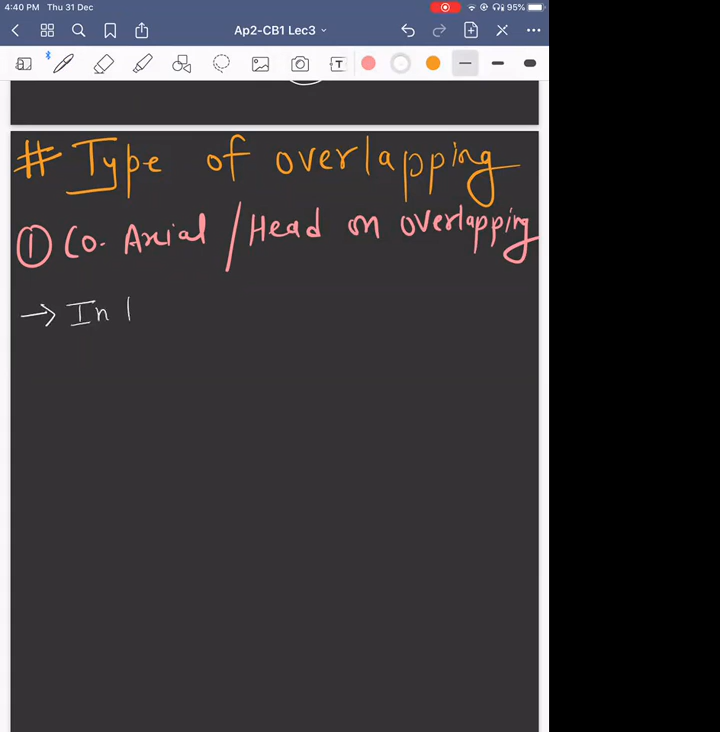 4:40 PM Thu 31 Dec 95%
Ap2-CB1 Lec3
# Type of overlapping
① Co-Axial / Head on overlapping
→ In